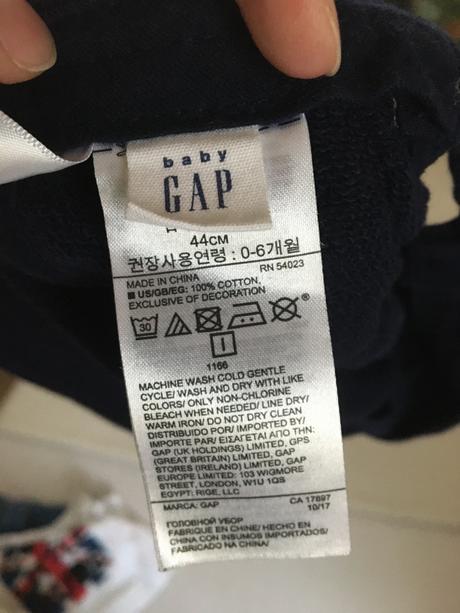 baby
GAP
44CM
권장사용연령 : 0-6개월
RN 54023
MADE IN CHINA
■ US/GB/EG: 100% COTTON,
EXCLUSIVE OF DECORATION
30
®
I
1166
MACHINE WASH COLD GENTLE
CYCLE/ WASH AND DRY WITH LIKE
COLORS/ ONLY NON-CHLORINE
BLEACH WHEN NEEDED/ LINE DRY/
WARM IRON/ DO NOT DRY CLEAN
DISTRIBUIDO POR/ IMPORTED BY/
IMPORTE PAR/ ΕΙΣΑΓΕΤΑΙ ΑΠΟ ΤΗΝ:
GAP (UK HOLDINGS) LIMITED, GPS
(GREAT BRITAIN) LIMITED, GAP
STORES (IRELAND) LIMITED, GAP
EUROPE LIMITED: 103 WIGMORE
STREET, LONDON, W1U 1QS
EGYPT: RIGE, LLC
MARCA: GAP
CA 17897
10/17
ГОЛОВНОЙ УБОР
FABRIQUE EN CHINE/ HECHO EN
CHINA CON INSUMOS IMPORTADOS/
FABRICADO NA CHINA/